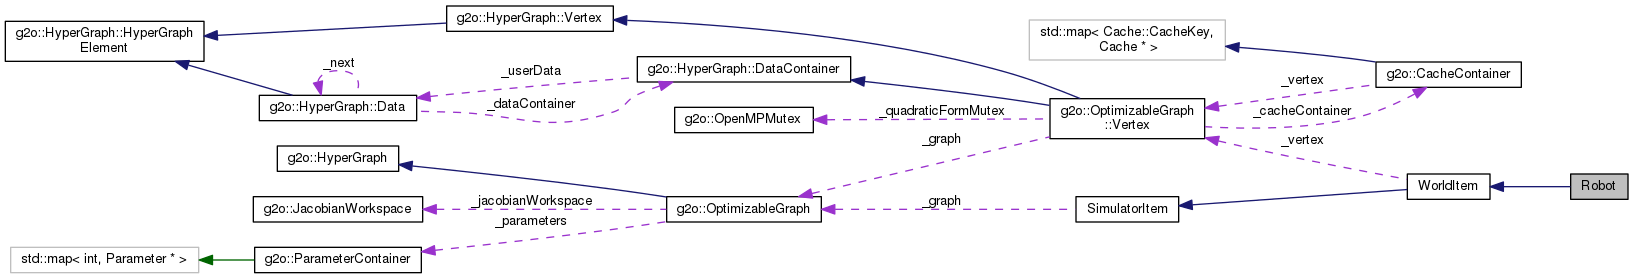 g2o::HyperGraph::HyperGraph
Element
g2o::HyperGraph::Vertex
_next
g2o::HyperGraph::Data
_userData
_dataContainer
g2o::HyperGraph::DataContainer
g2o::OpenMPMutex
_quadraticFormMutex
_graph
g2o::OptimizableGraph
::Vertex
std::map< Cache::CacheKey,
Cache * >
g2o::CacheContainer
_vertex
_cacheContainer
_vertex
g2o::HyperGraph
g2o::JacobianWorkspace
_jacobianWorkspace
_parameters
g2o::OptimizableGraph
_graph
SimulatorItem
WorldItem
Robot
std::map< int, Parameter * >
g2o::ParameterContainer